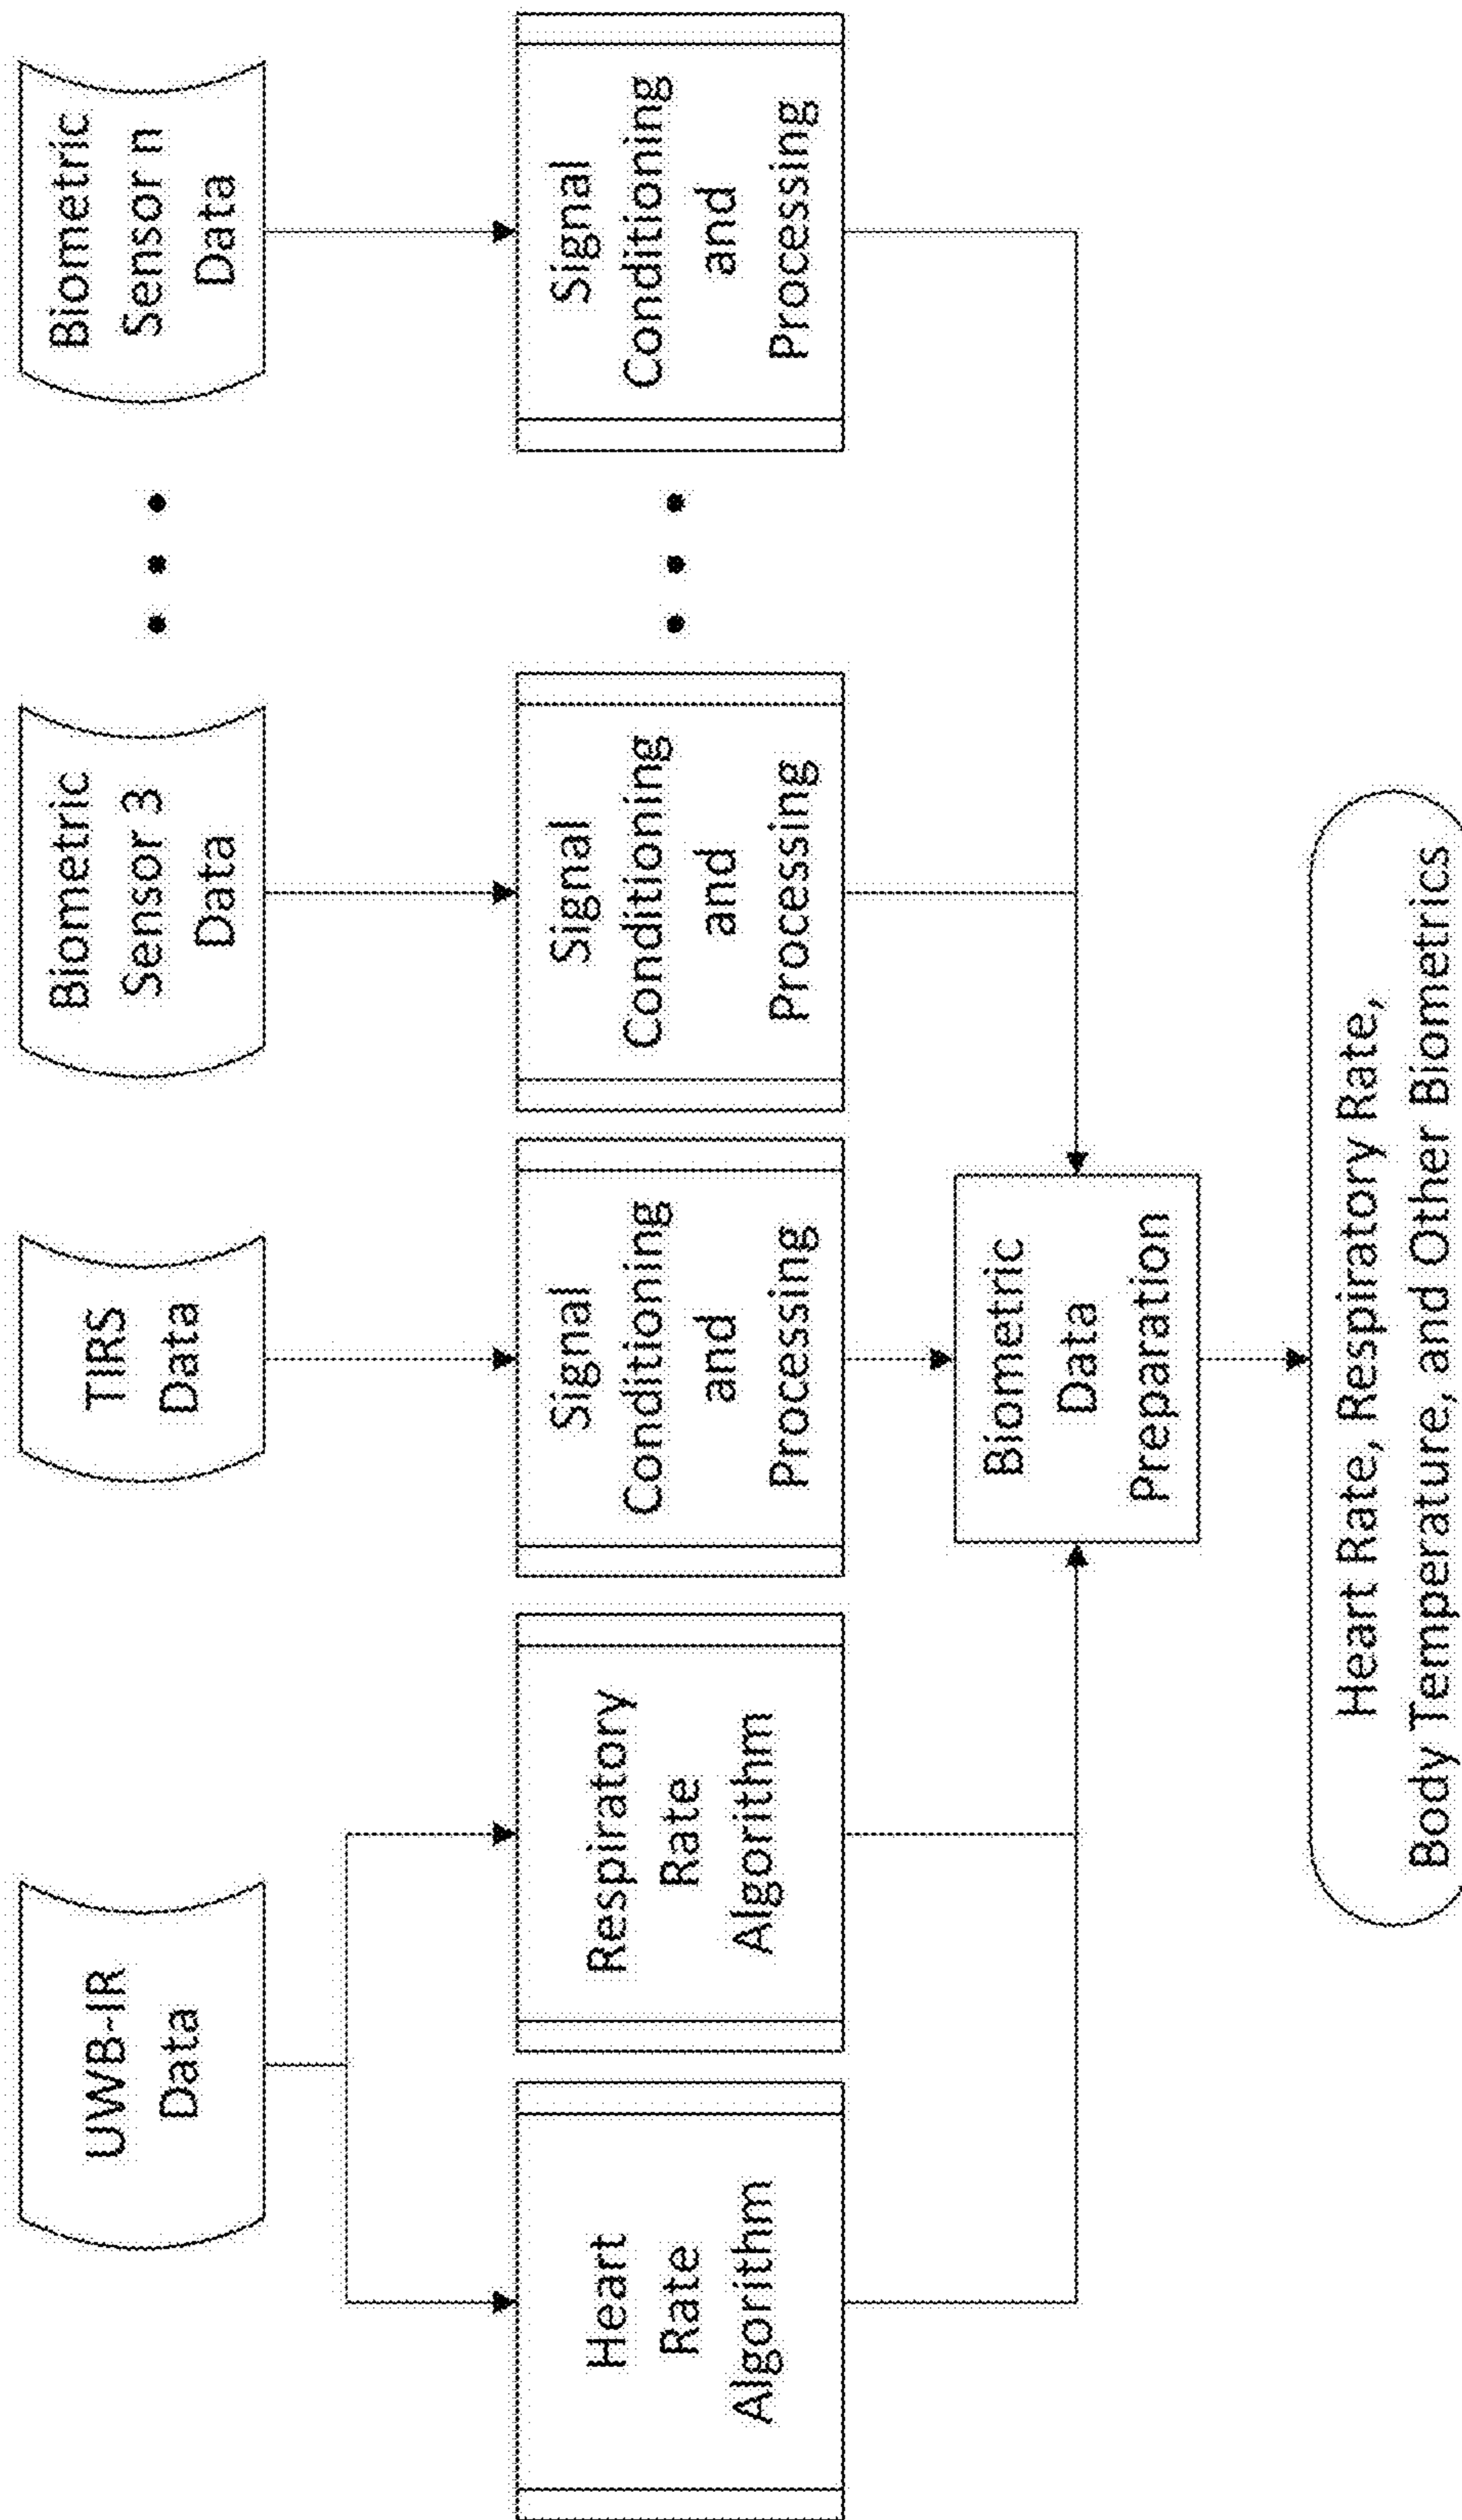 UWB-IR
Data
TIRS
Data
Biometric
Sensor 3
Data
Biometric
Sensor n
Data
Heart
Rate
Algorithm
Respiratory
Rate
Algorithm
Signal
Conditioning
and
Processing
Signal
Conditioning
and
Processing
Signal
Conditioning
and
Processing
Biometric
Data
Preparation
Heart Rate, Respiratory Rate,
Body Temperature, and Other Biometrics